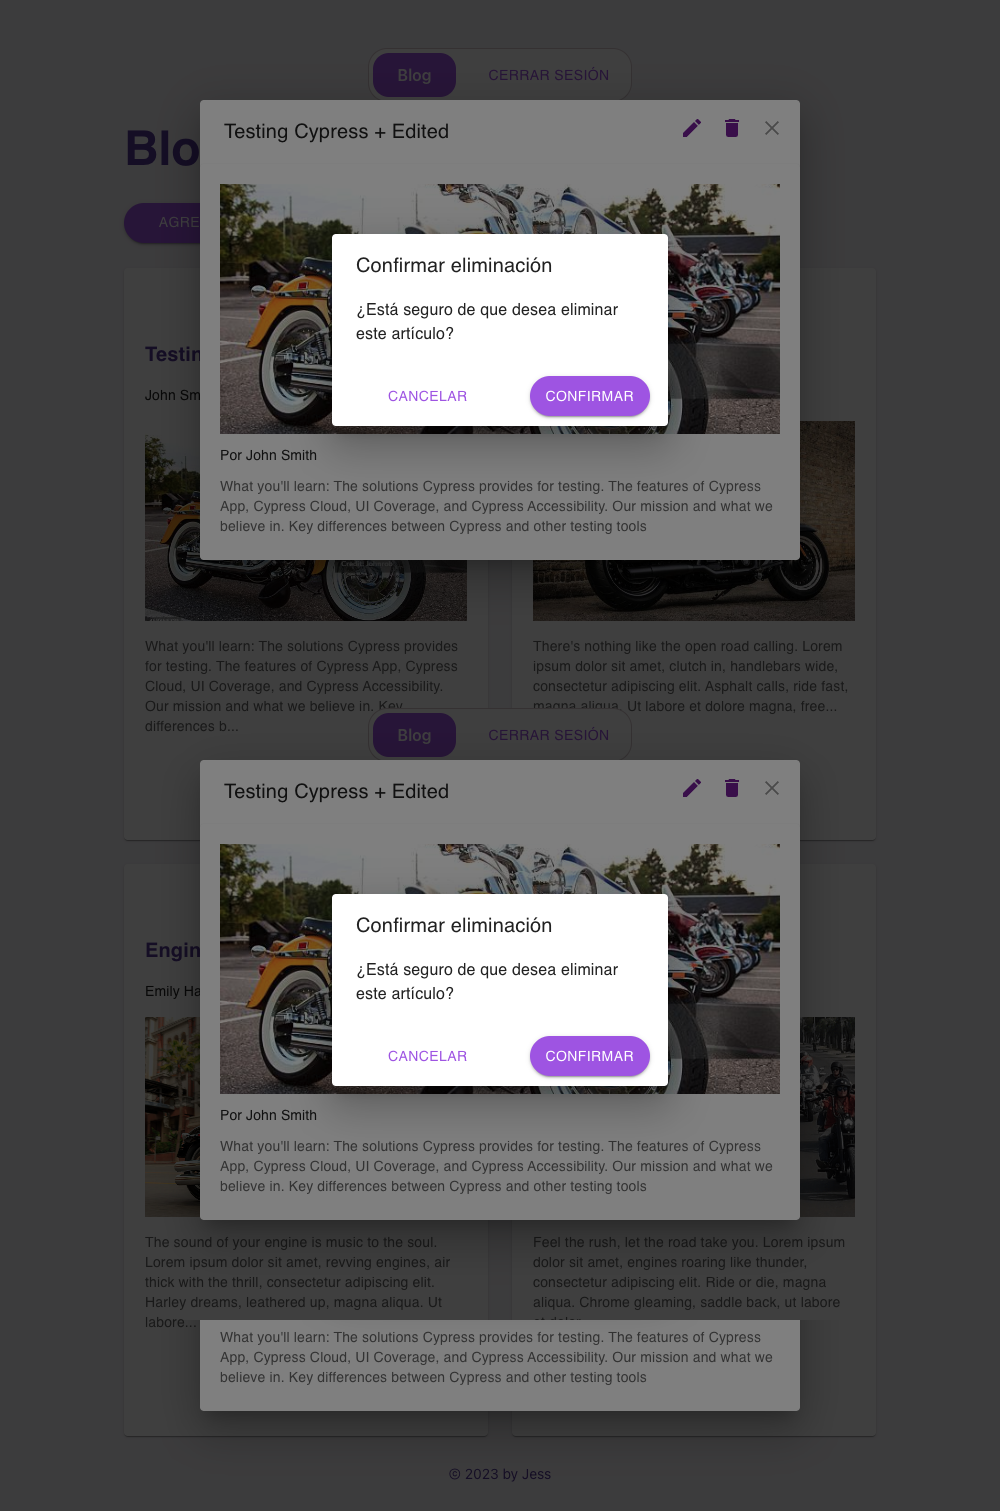 Blog
CERRAR SESIÓN
Testing Cypress + Edited
Blo
AGRE
Confirmar eliminación
¿Está seguro de que desea eliminar
este artículo?
CANCELAR
CONFIRMAR
Testin
John Sm
Por John Smith
What you'll learn: The solutions Cypress provides for testing. The features of Cypress
App, Cypress Cloud, UI Coverage, and Cypress Accessibility. Our mission and what we
believe in. Key differences between Cypress and other testing tools
What you'll learn: The solutions Cypress provides
for testing. The features of Cypress App, Cypress
Cloud, UI Coverage, and Cypress Accessibility.
Our mission and what we believe in. Key
differences b...
There's nothing like the open road calling. Lorem
ipsum dolor sit amet, clutch in, handlebars wide,
consectetur adipiscing elit. Asphalt calls, ride fast,
magna aliqua. Ut labore et dolore magna, free...
Blog
CERRAR SESIÓN
Testing Cypress + Edited
Confirmar eliminación
¿Está seguro de que desea eliminar
este artículo?
CANCELAR
CONFIRMAR
Engin
Emily Ha
Por John Smith
What you'll learn: The solutions Cypress provides for testing. The features of Cypress
App, Cypress Cloud, UI Coverage, and Cypress Accessibility. Our mission and what we
believe in. Key differences between Cypress and other testing tools
The sound of your engine is music to the soul.
Lorem ipsum dolor sit amet, revving engines, air
thick with the thrill, consectetur adipiscing elit.
Harley dreams, leathered up, magna aliqua. Ut
labore...
Feel the rush, let the road take you. Lorem ipsum
dolor sit amet, engines roaring like thunder,
consectetur adipiscing elit. Ride or die, magna
aliqua. Chrome gleaming, saddle back, ut labore
What you'll learn: The solutions Cypress provides for testing. The features of Cypress
App, Cypress Cloud, UI Coverage, and Cypress Accessibility. Our mission and what we
believe in. Key differences between Cypress and other testing tools
© 2023 by Jess